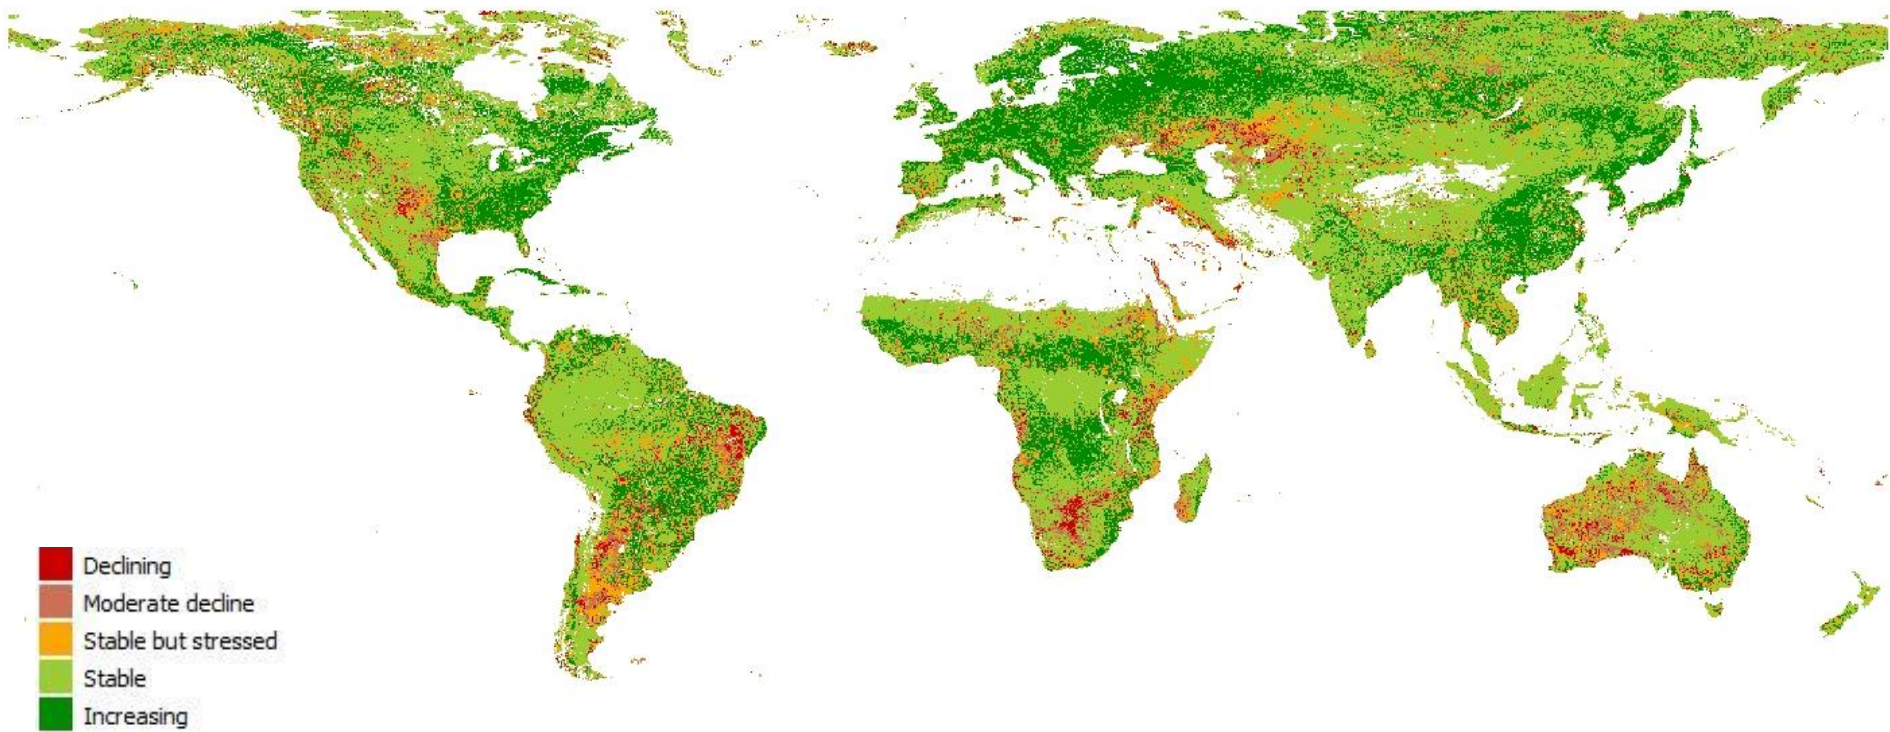 Declining
Moderate decline
Stable but stressed
Stable
Increasing